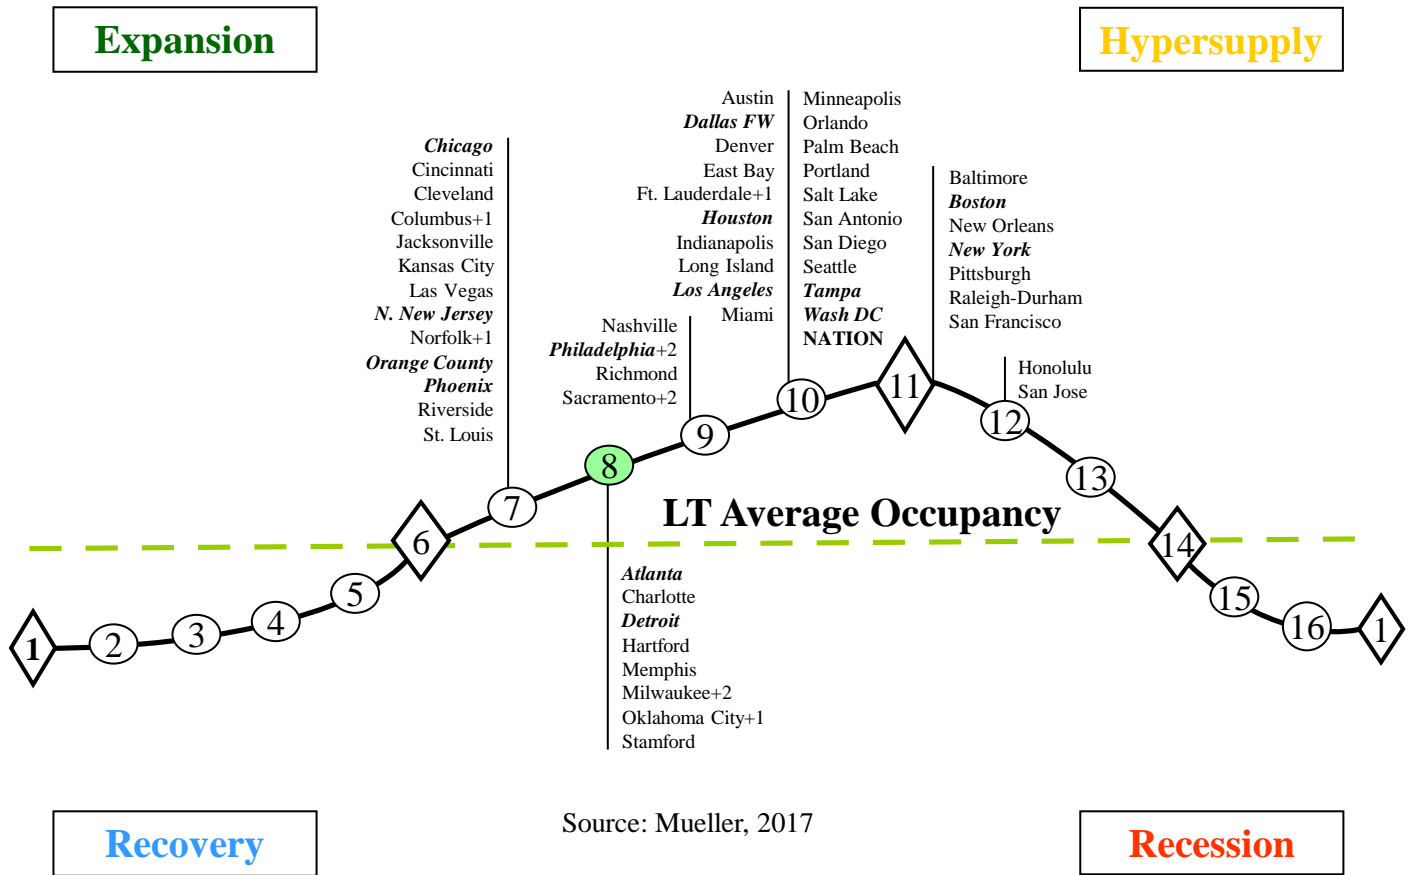 Expansion
Hypersupply
Chicago
Cincinnati
Cleveland
Columbus+1
Jacksonville
Kansas City
Las Vegas
N. New Jersey
Norfolk+1
Orange County
Phoenix
Riverside
St. Louis
Nashville
Philadelphia+2
Richmond
Sacramento+2
Austin
Dallas FW
Denver
East Bay
Ft. Lauderdale+1
Houston
Indianapolis
Long Island
Los Angeles
Miami
Minneapolis
Orlando
Palm Beach
Portland
Salt Lake
San Antonio
San Diego
Seattle
Tampa
Wash DC
NATION
Baltimore
Boston
New Orleans
New York
Pittsburgh
Raleigh-Durham
San Francisco
Honolulu
San Jose
1
2
3
4
5
6
7
8
9
10
11
12
13
14
15
16
1
LT Average Occupancy
Atlanta
Charlotte
Detroit
Hartford
Memphis
Milwaukee+2
Oklahoma City+1
Stamford
Source: Mueller, 2017
Recovery
Recession